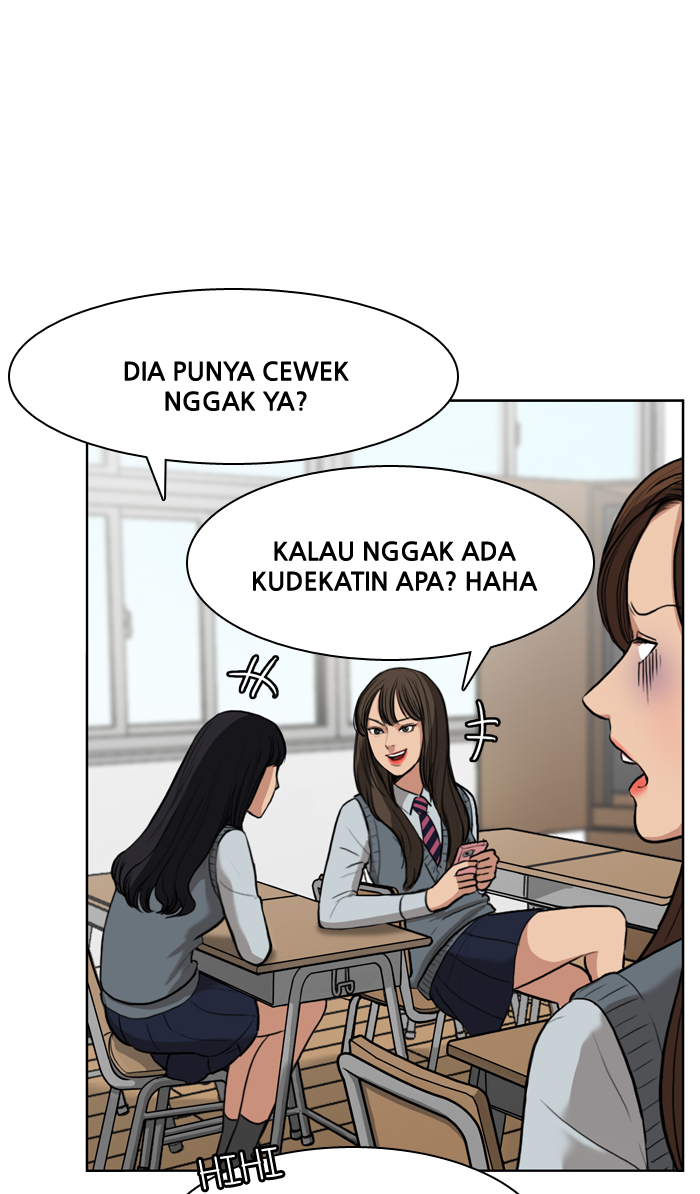 DIA PUNYA CEWEK
NGGAK YA?
KALAU NGGAK ADA
KUDEKATIN APA? HAHA
HIHI